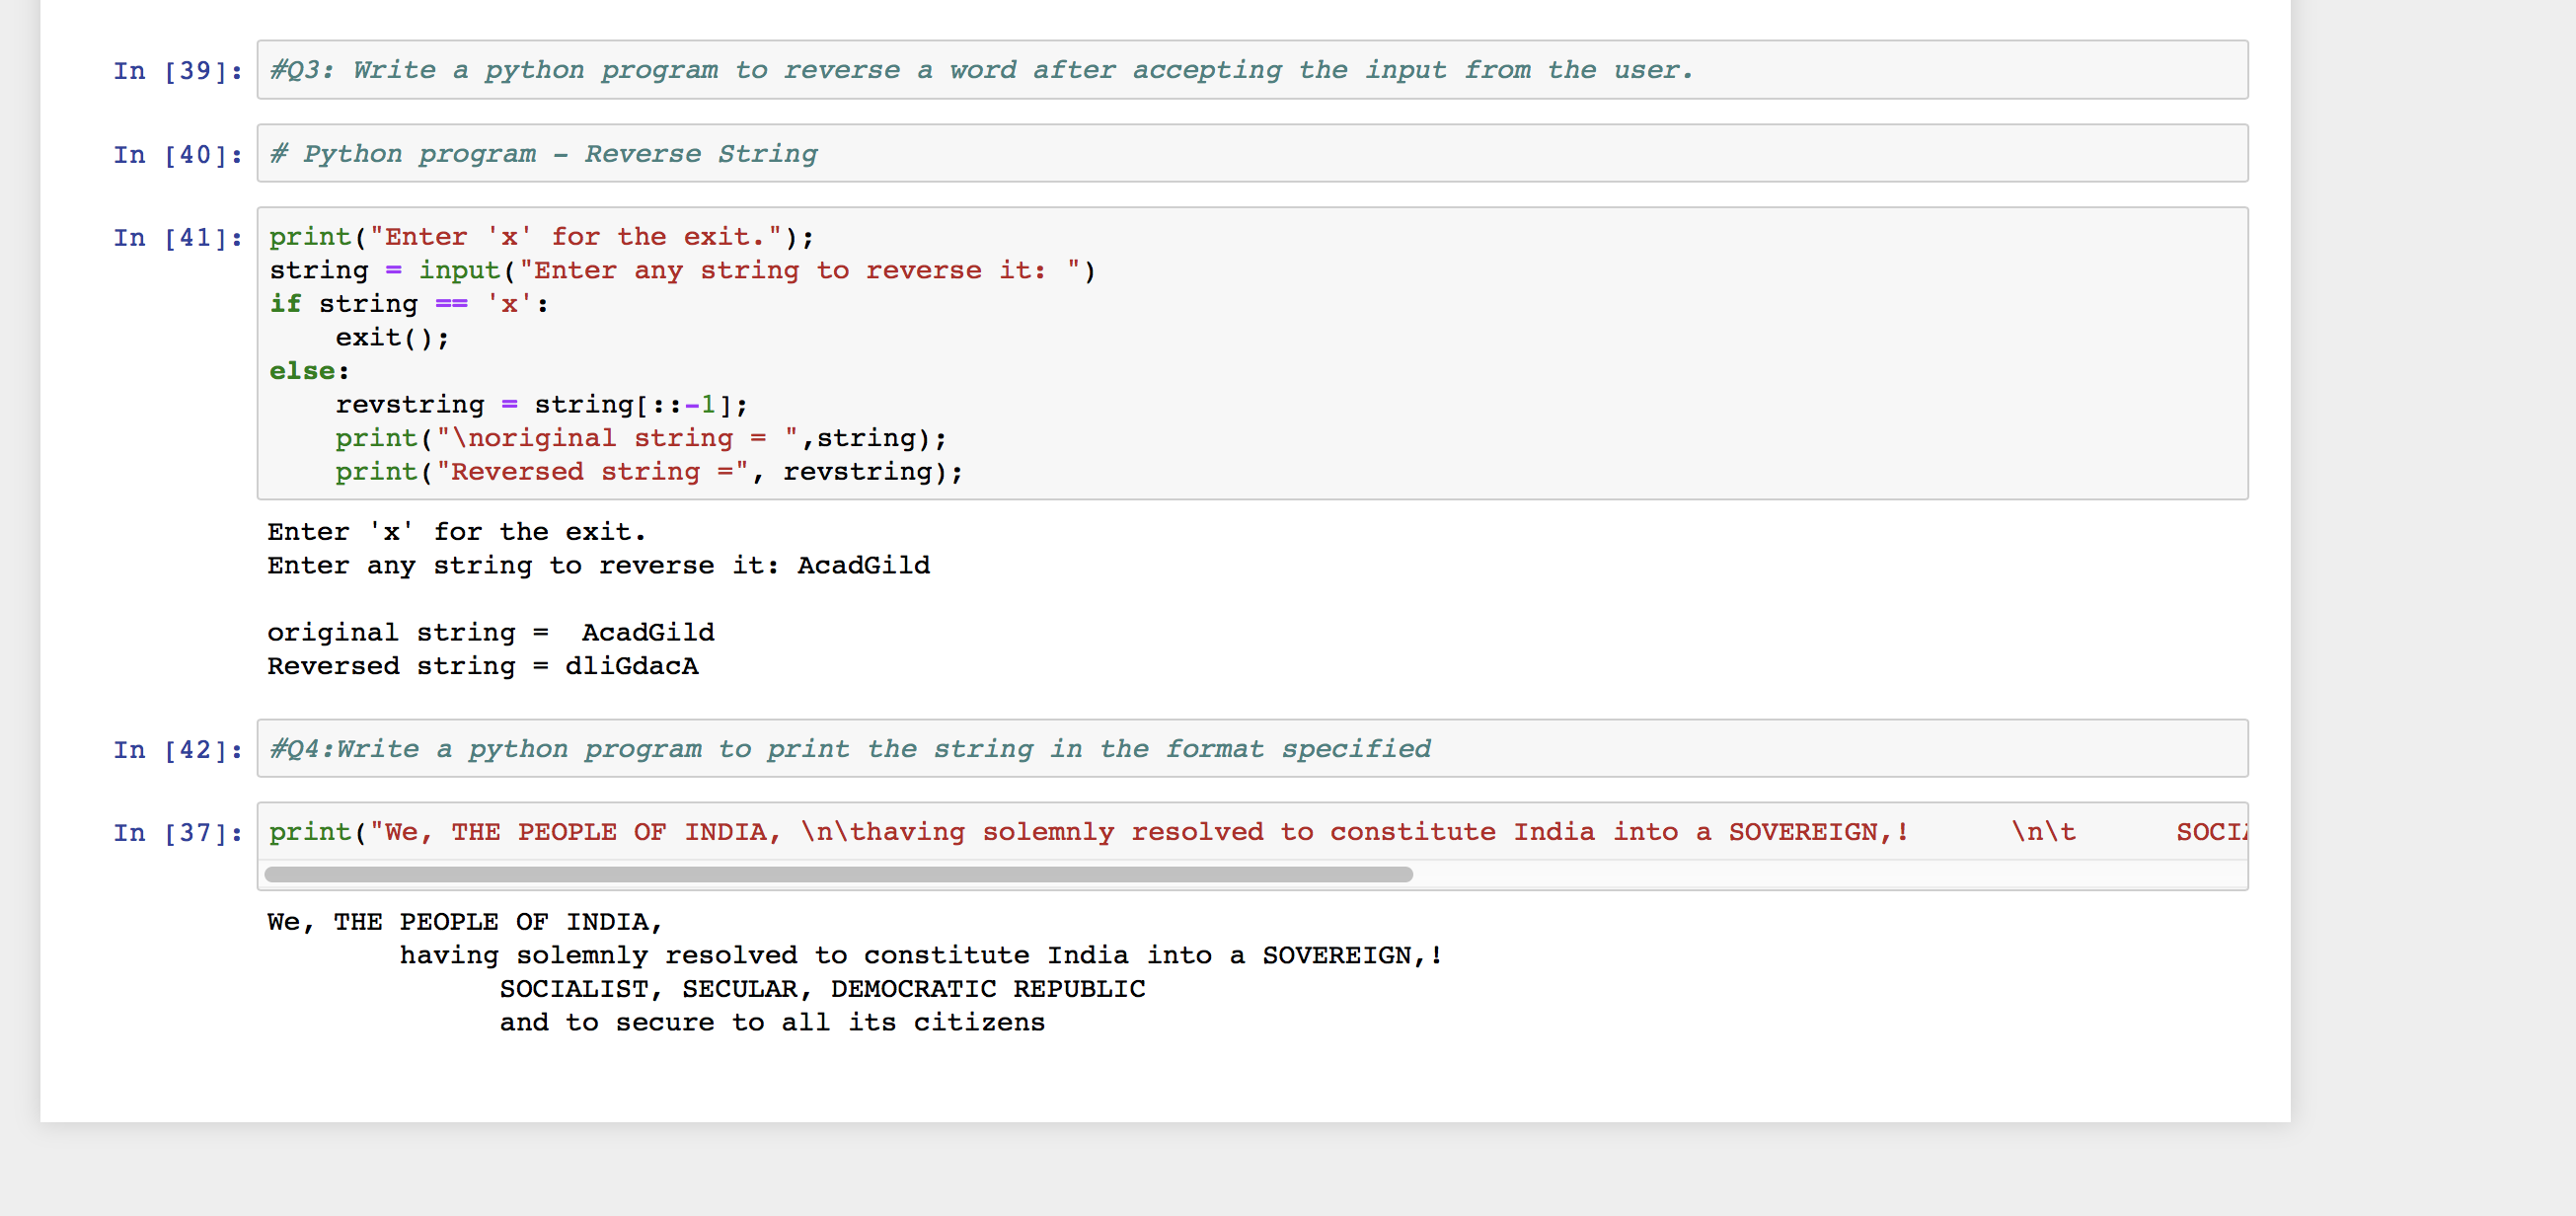 In [39]: #Q3: Write a python program to reverse a word after accepting the input from the user.
In [40]: # Python program - Reverse String
In [41]: print("Enter 'x' for the exit.");
string = input("Enter any string to reverse it: ")
if string == 'x':
    exit();
else:
    revstring = string[::-1];
    print("\noriginal string = ",string);
    print("Reversed string =", revstring);
Enter 'x' for the exit.
Enter any string to reverse it: AcadGild

original string =  AcadGild
Reversed string = dliGdacA
In [42]: #Q4:Write a python program to print the string in the format specified
In [37]: print("We, THE PEOPLE OF INDIA, \n\thaving solemnly resolved to constitute India into a SOVEREIGN,!      \n\t      SOCI
We, THE PEOPLE OF INDIA,
        having solemnly resolved to constitute India into a SOVEREIGN,!
              SOCIALIST, SECULAR, DEMOCRATIC REPUBLIC
              and to secure to all its citizens